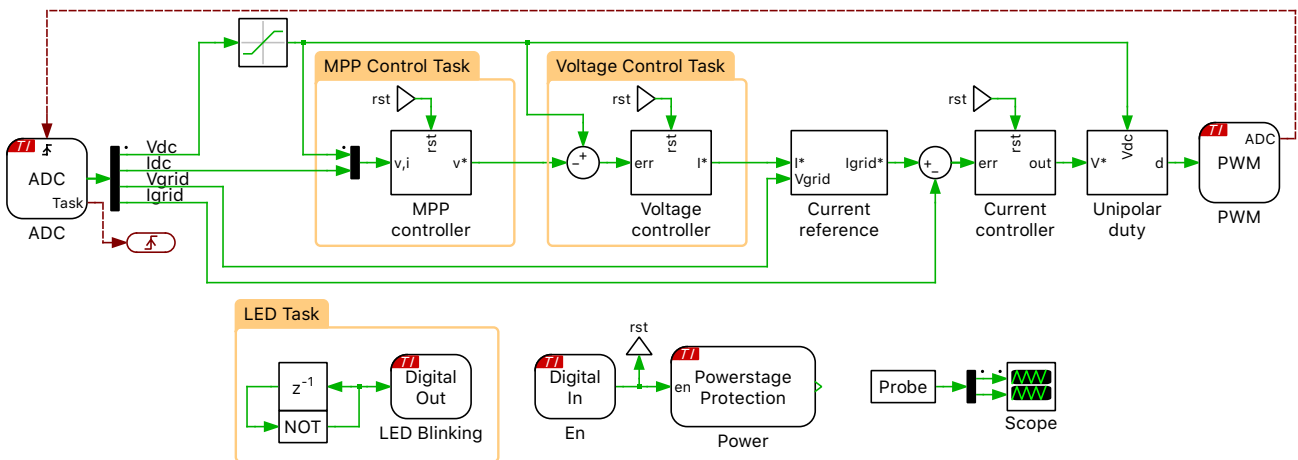 MPP Control Task
Voltage Control Task
rst
rst
rst
TI
ADC
Task
ADC
Vdc
Idc
Vgrid
Igrid
rst
v,i
v*
MPP
controller
+
−
rst
err
I*
Voltage
controller
I*
Vgrid
Igrid*
Current
reference
+
−
rst
err
out
Current
controller
Vdc
V*
d
Unipolar
duty
TI
ADC
PWM
PWM
LED Task
z-1
NOT
TI
Digital
Out
LED Blinking
TI
Digital
In
En
rst
TI
en
Powerstage
Protection
Power
Probe
Scope